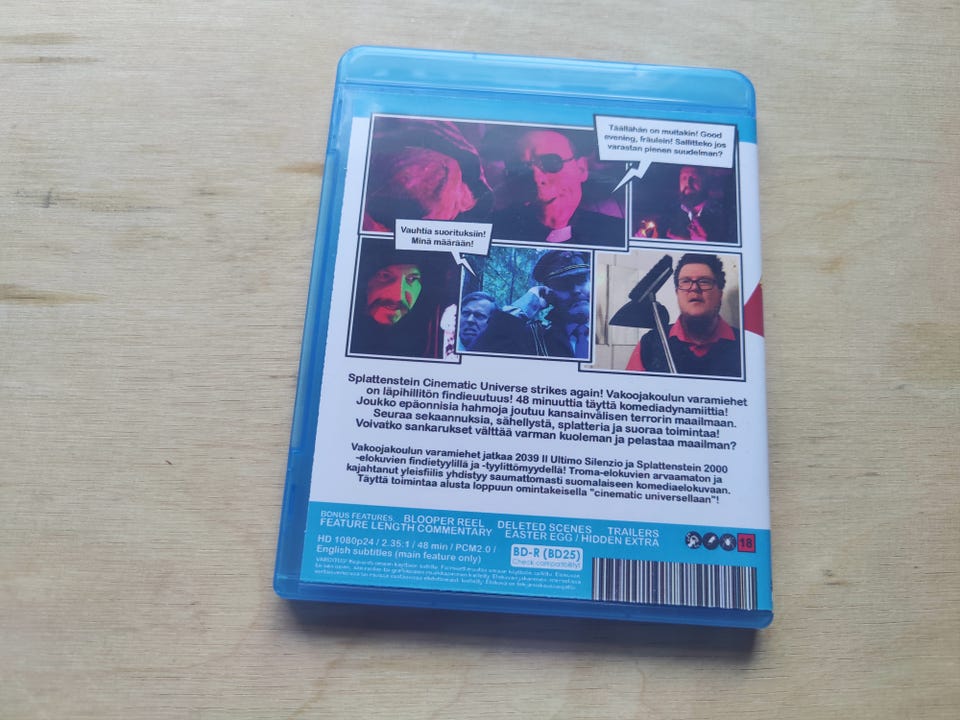 Täällähän on muitakin! Good
evening, fräulein! Sallitteko jos
varastan pienen suudelman?
Vauhtia suorituksiin!
Minä määrään!
Splattenstein Cinematic Universe strikes again! Vakoojakoulun varamiehet
on läpihillitön findieuutuus! 48 minuuttia täyttä komediadynamiittia!
Joukko epäonnisia hahmoja joutuu kansainvälisen terrorin maailmaan.
Seuraa sekaannuksia, sähellystä, splatteria ja suoraa toimintaa!
Voivatko sankarukset välttää varman kuoleman ja pelastaa maailman?
Vakoojakoulun varamiehet jatkaa 2039 Il Ultimo Silenzio ja Splattenstein 2000
-elokuvien findietyylillä ja -tyylittömyydellä! Troma-elokuvien arvaamaton ja
kajahtanut yleisfiilis yhdistyy saumattomasti suomalaiseen komediaelokuvaan.
Täyttä toimintaa alusta loppuun omintakeisella "cinematic universellaan"!
BONUS FEATURES BLOOPER REEL DELETED SCENES TRAILERS
FEATURE LENGTH COMMENTARY EASTER EGG / HIDDEN EXTRA
HD 1080p24 / 2.35:1 / 48 min / PCM2.0 /
English subtitles (main feature only)
BD-R (BD25)
Check compatibility!
18